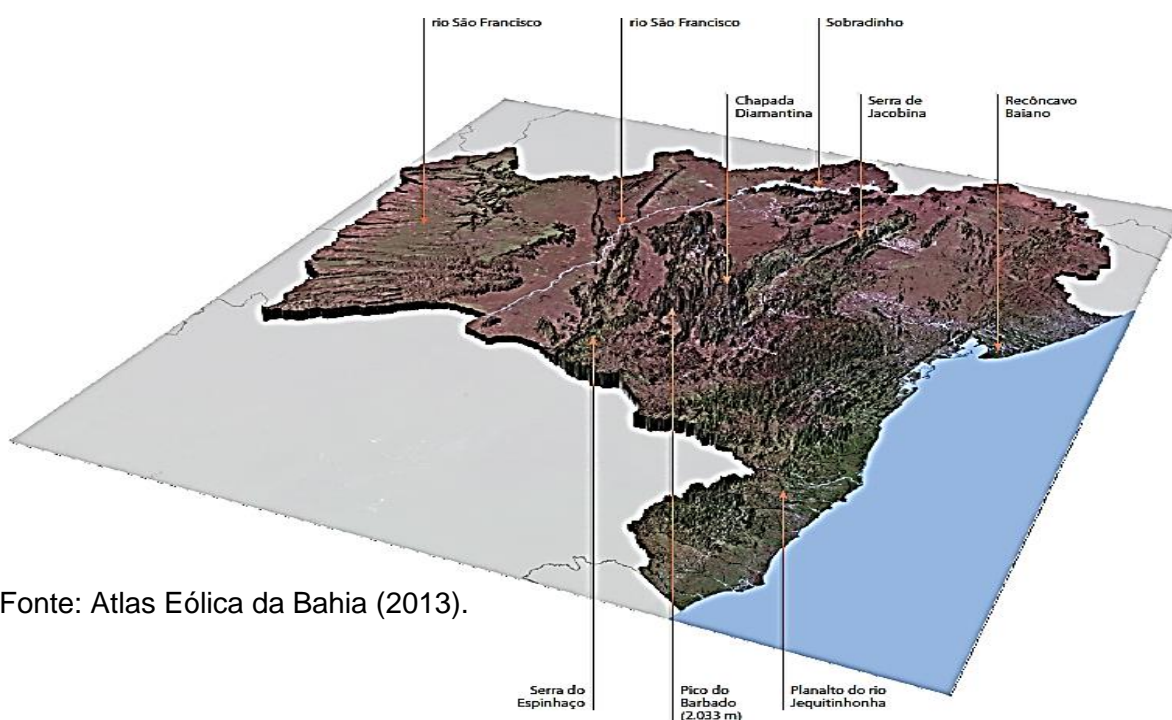 rio São Francisco
rio São Francisco
Sobradinho
Chapada
Diamantina
Serra de
Jacobina
Recôncavo
Baiano
Fonte: Atlas Eólica da Bahia (2013).
Serra do
Espinhaço
Pico do
Barbado
(2.033 m)
Planalto do rio
Jequitinhonha